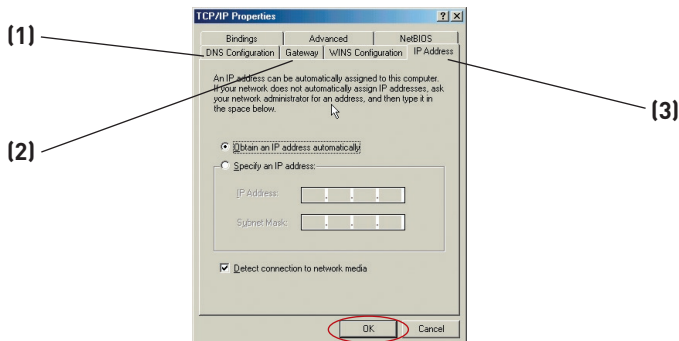 TCP/IP Properties
? ×
Bindings Advanced NetBIOS
DNS Configuration Gateway WINS Configuration IP Address
An IP address can be automatically assigned to this computer.
If your network does not automatically assign IP addresses, ask
your network administrator for an address, and then type it in
the space below.
Obtain an IP address automatically
Specify an IP address:
IP Address: . . .
Subnet Mask: . . .
Detect connection to network media
OK Cancel
(1)
(2)
(3)